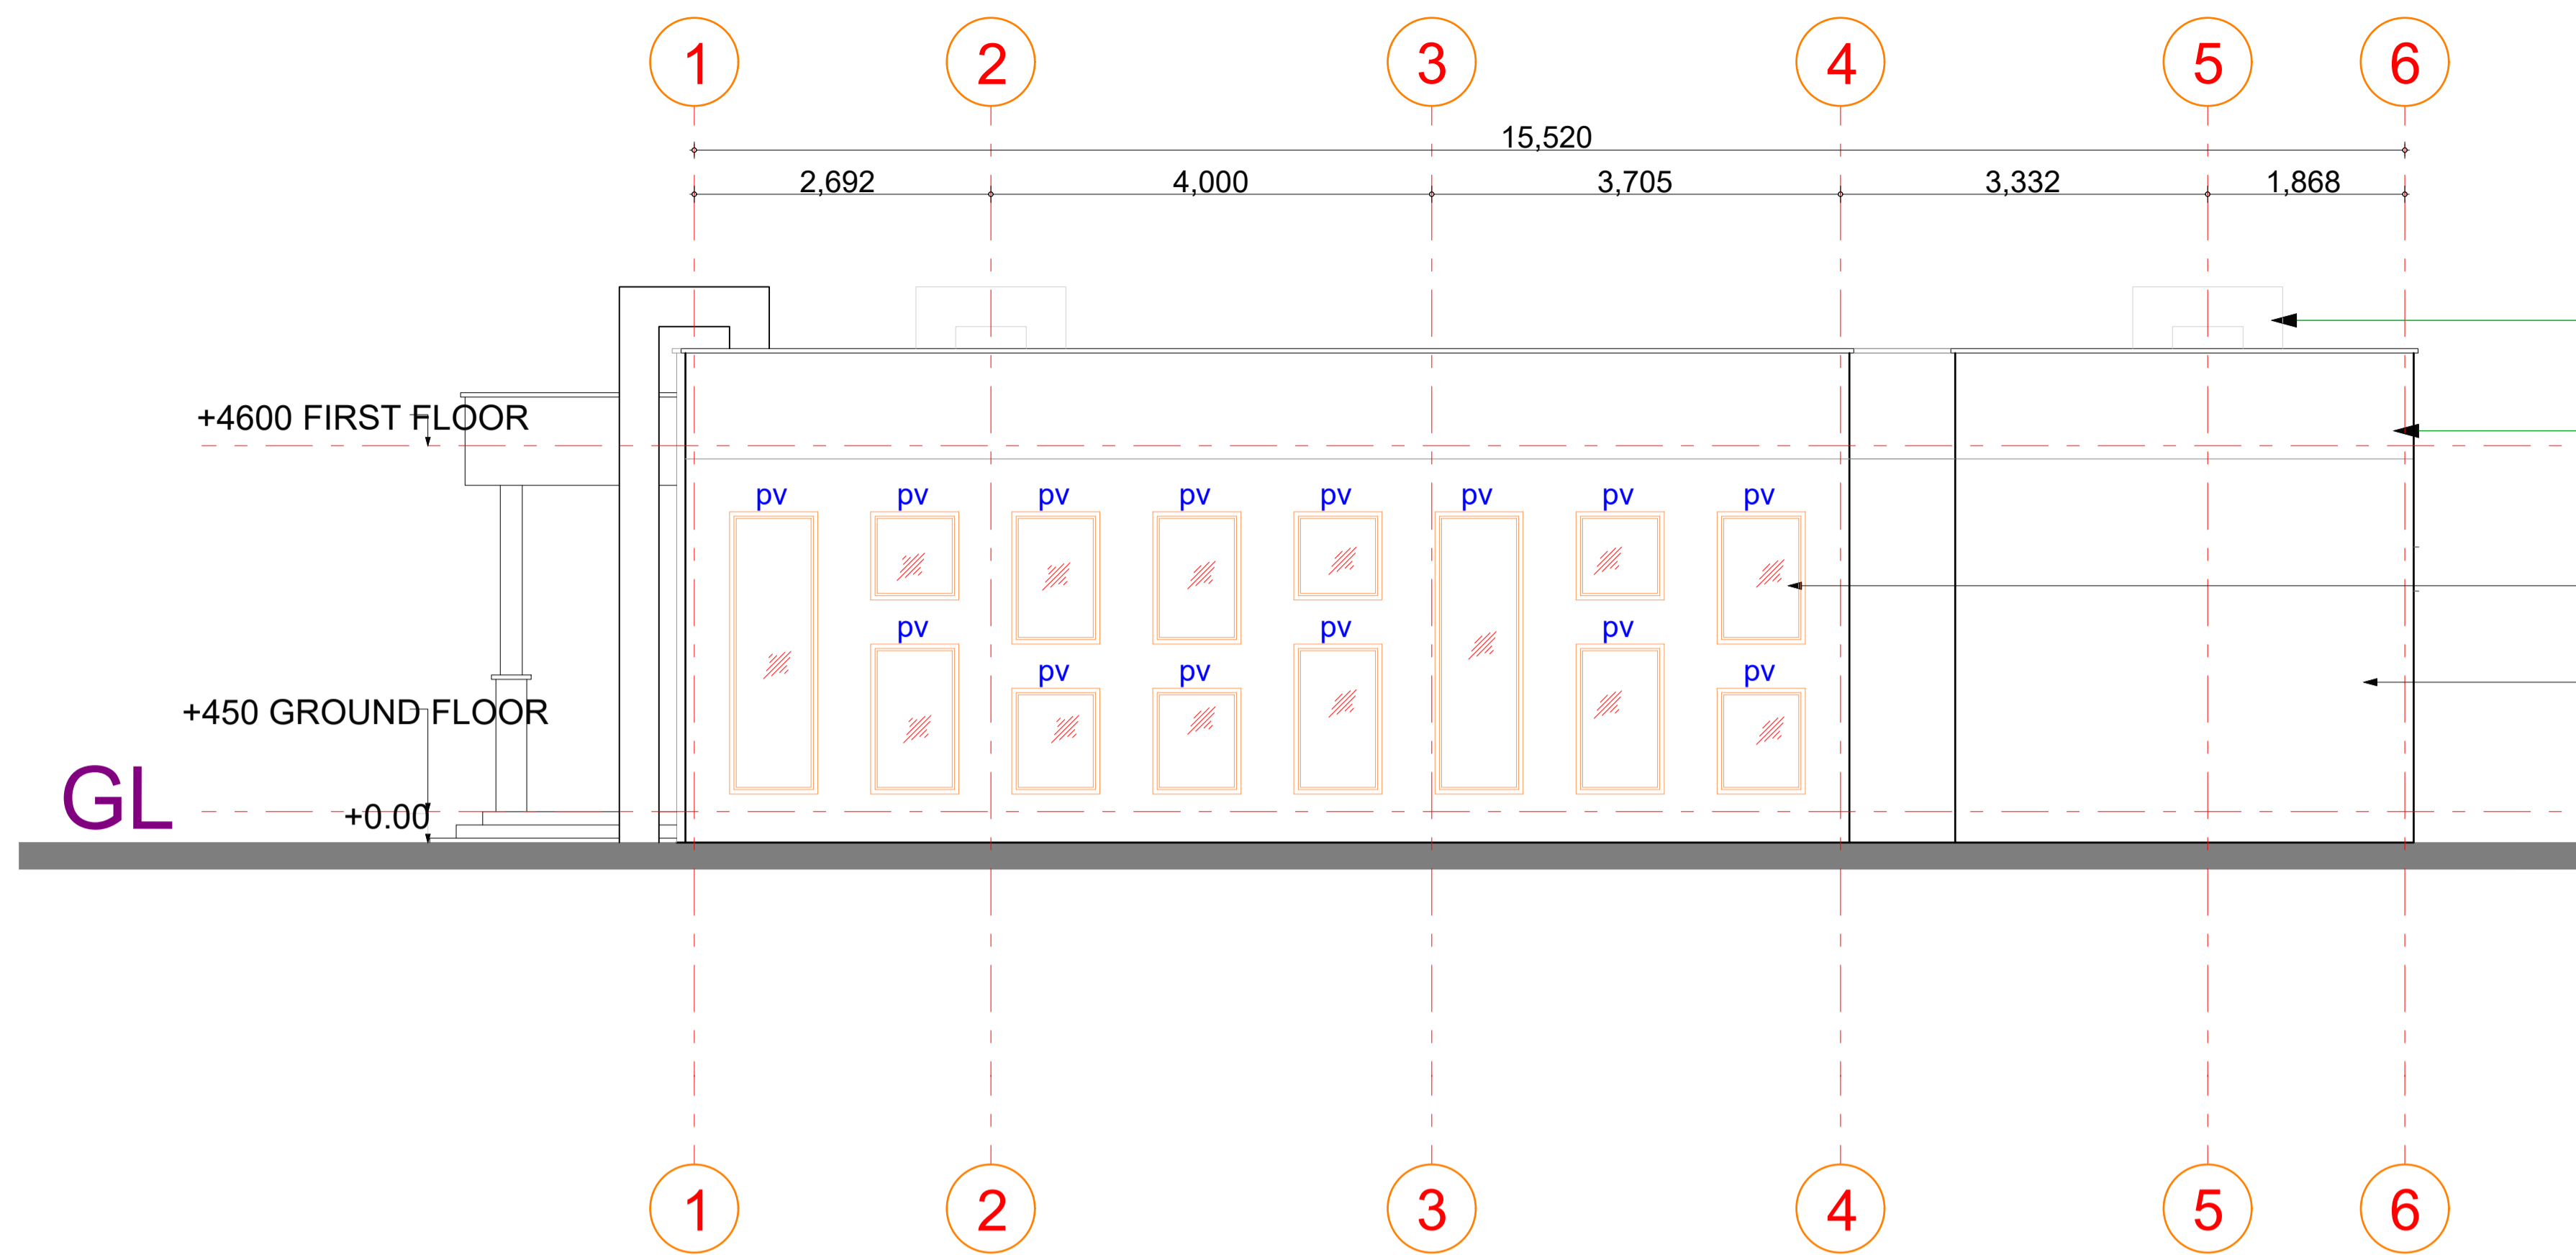 1 2 3 4 5 6
15,520
2,692 4,000 3,705 3,332 1,868
+4600 FIRST FLOOR
pv pv pv pv pv pv pv pv
pv pv pv
pv pv pv
+450 GROUND FLOOR
GL
+0.00
1 2 3 4 5 6